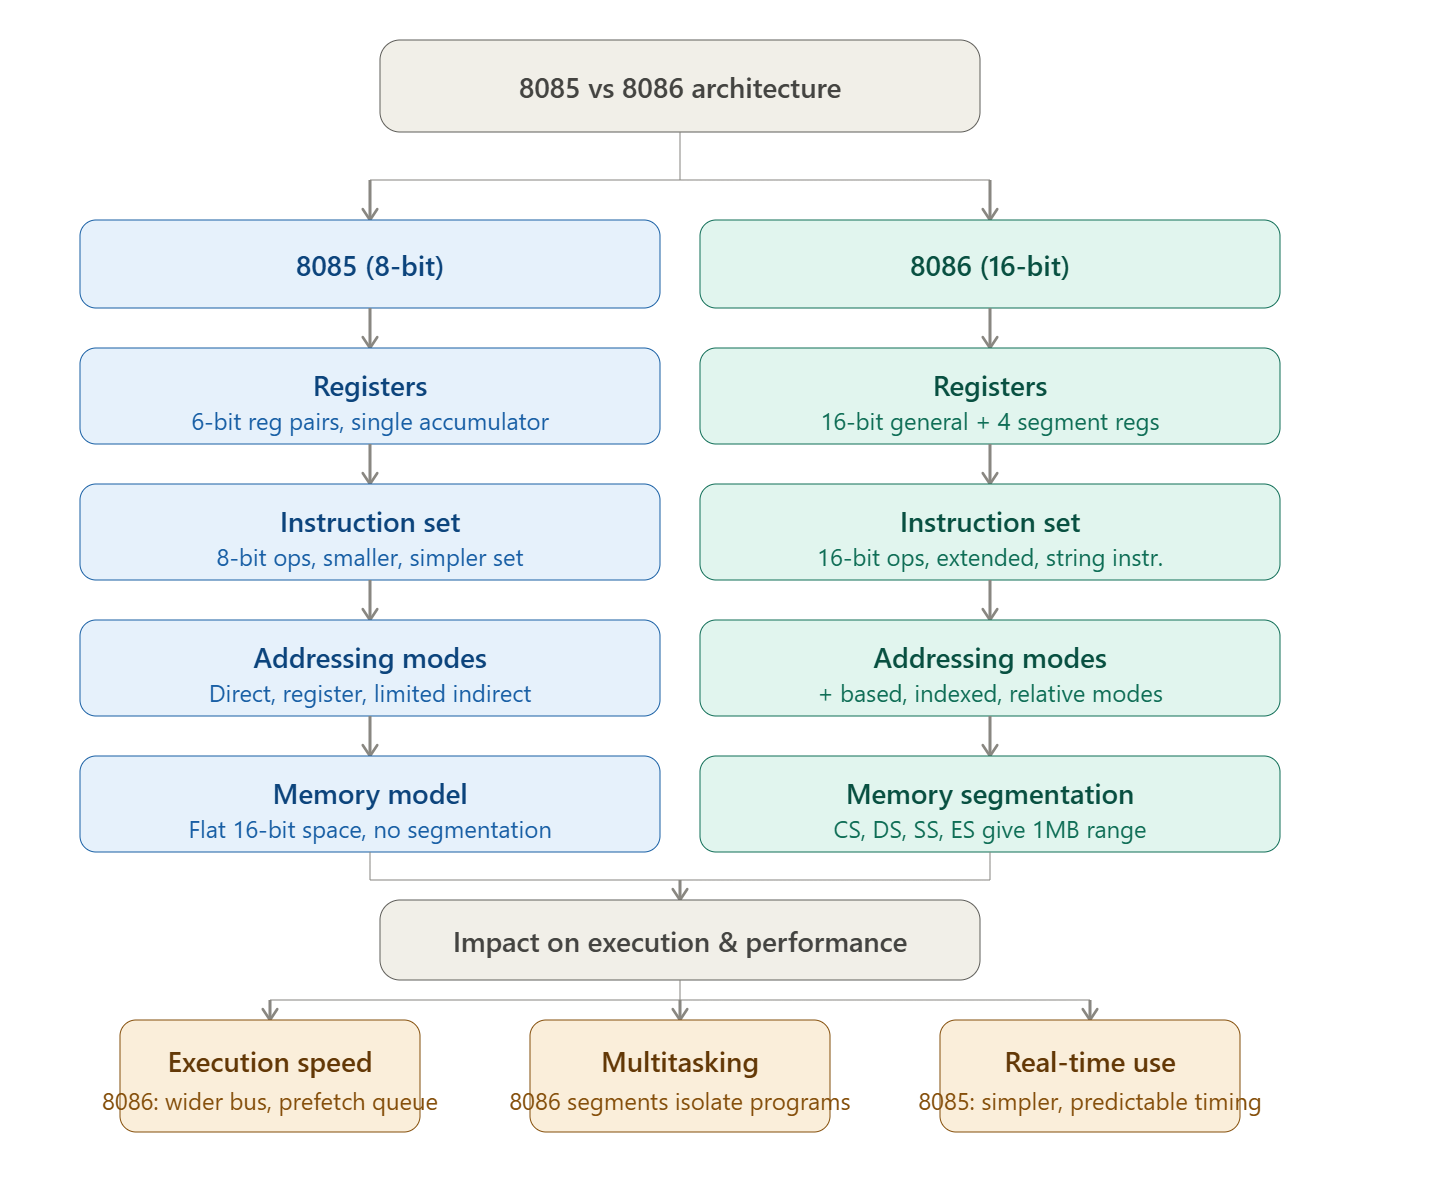 8085 vs 8086 architecture
8085 (8-bit)
8086 (16-bit)
Registers
6-bit reg pairs, single accumulator
Registers
16-bit general + 4 segment regs
Instruction set
8-bit ops, smaller, simpler set
Instruction set
16-bit ops, extended, string instr.
Addressing modes
Direct, register, limited indirect
Addressing modes
+ based, indexed, relative modes
Memory model
Flat 16-bit space, no segmentation
Memory segmentation
CS, DS, SS, ES give 1MB range
Impact on execution & performance
Execution speed
8086: wider bus, prefetch queue
Multitasking
8086 segments isolate programs
Real-time use
8085: simpler, predictable timing